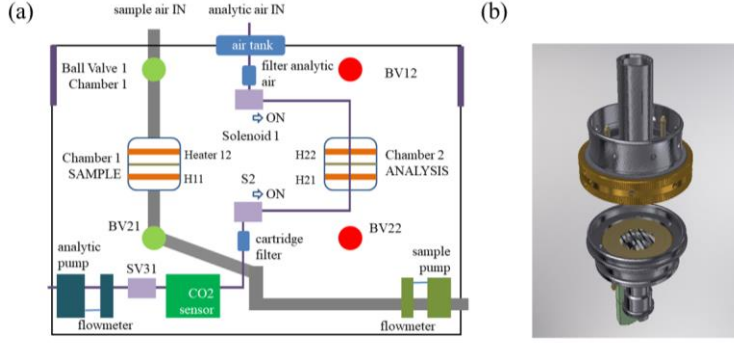 (a)
sample air IN
analytic air IN
(b)
air tank
Ball Valve 1
Chamber 1
filter analytic
air
BV12
ON
Solenoid 1
Chamber 1
SAMPLE
Heater 12
H11
H22
H21
Chamber 2
ANALYSIS
S2
ON
BV21
BV22
analytic
pump
SV31
cartridge
filter
sample
pump
CO2
sensor
flowmeter
flowmeter